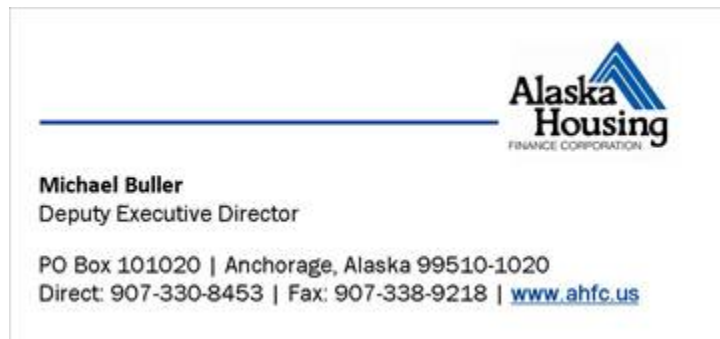 Alaska
Housing
FINANCE CORPORATION
Michael Buller
Deputy Executive Director
PO Box 101020 | Anchorage, Alaska 99510-1020
Direct: 907-330-8453 | Fax: 907-338-9218 | www.ahfc.us